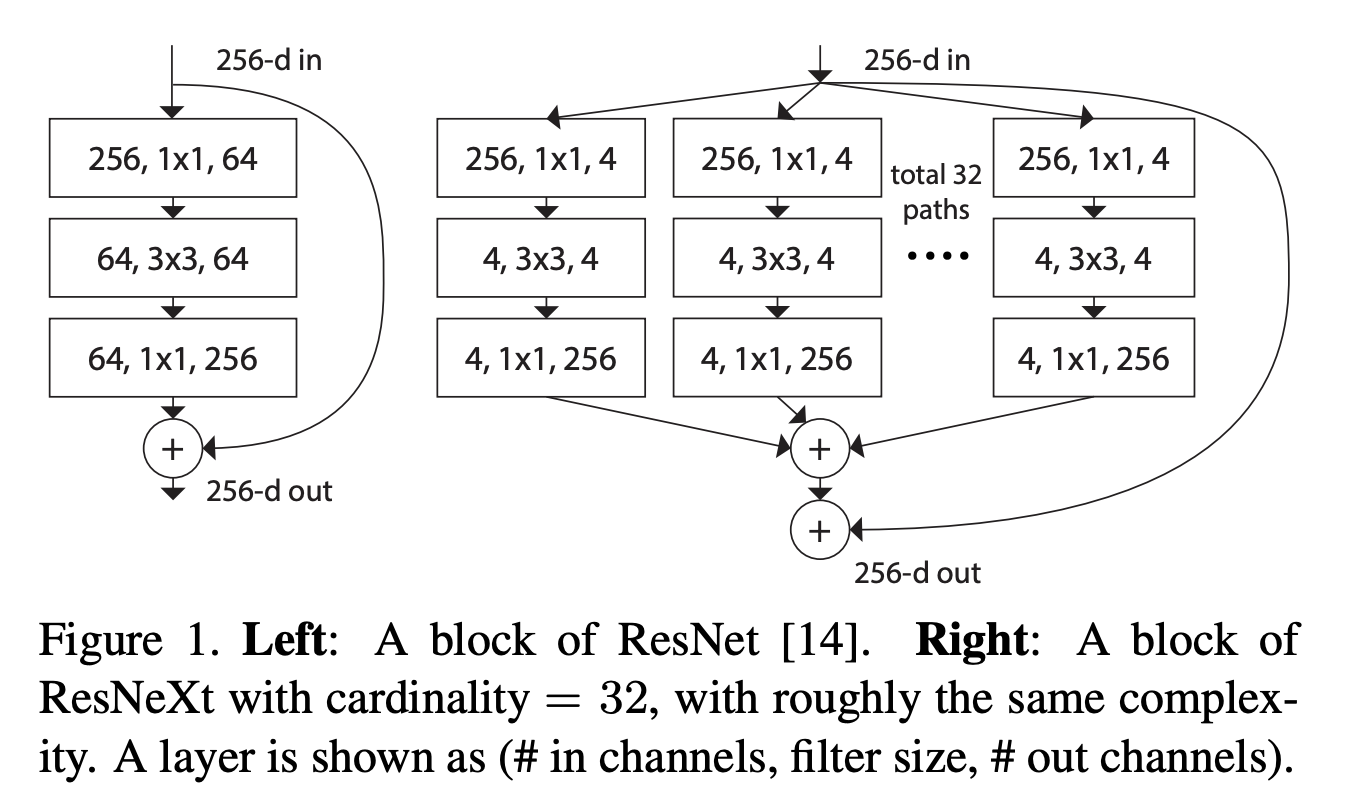 256-d in
256, 1x1, 64
64, 3x3, 64
64, 1x1, 256
+
256-d out
256-d in
256, 1x1, 4
256, 1x1, 4
total 32
paths
256, 1x1, 4
4, 3x3, 4
4, 3x3, 4
....
4, 3x3, 4
4, 1x1, 256
4, 1x1, 256
4, 1x1, 256
+
+
256-d out
Figure 1. Left: A block of ResNet [14]. Right: A block of
ResNeXt with cardinality = 32, with roughly the same complex-
ity. A layer is shown as (# in channels, filter size, # out channels).